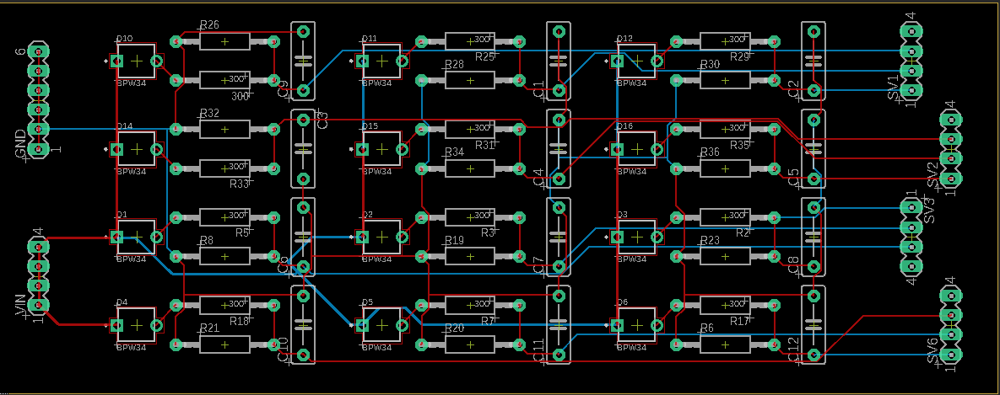 R26
4
D10
D11
300
D12
300
6
R25
R29
R28
R30
300
BPW34
300
C9
BPW34
C1
BPW34
C2
SV1
1
R32
C3
4
D14
D15
300
D16
300
GND
1
R31
R35
R34
R36
BPW34
R33
BPW34
C4
BPW34
C5
SV2
1
1
SV3
D1
D2
D3
4
R5
R3
R2
R8
R19
R23
BPW34
C6
BPW34
C7
BPW34
C8
4
4
VIN
1
D4
300
D5
300
D6
300
R18
R7
R17
R21
R20
R6
BPW34
C10
BPW34
C11
BPW34
C12
SV6
1